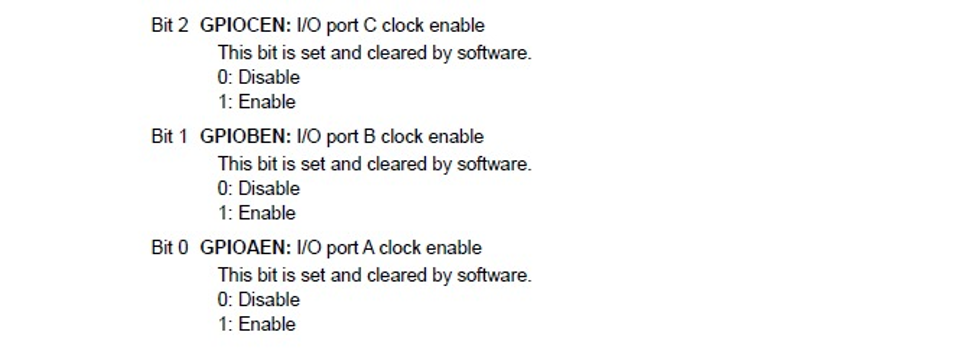 Bit 2 GPIOCEN: I/O port C clock enable
This bit is set and cleared by software.
0: Disable
1: Enable
Bit 1 GPIOBEN: I/O port B clock enable
This bit is set and cleared by software.
0: Disable
1: Enable
Bit 0 GPIOAEN: I/O port A clock enable
This bit is set and cleared by software.
0: Disable
1: Enable